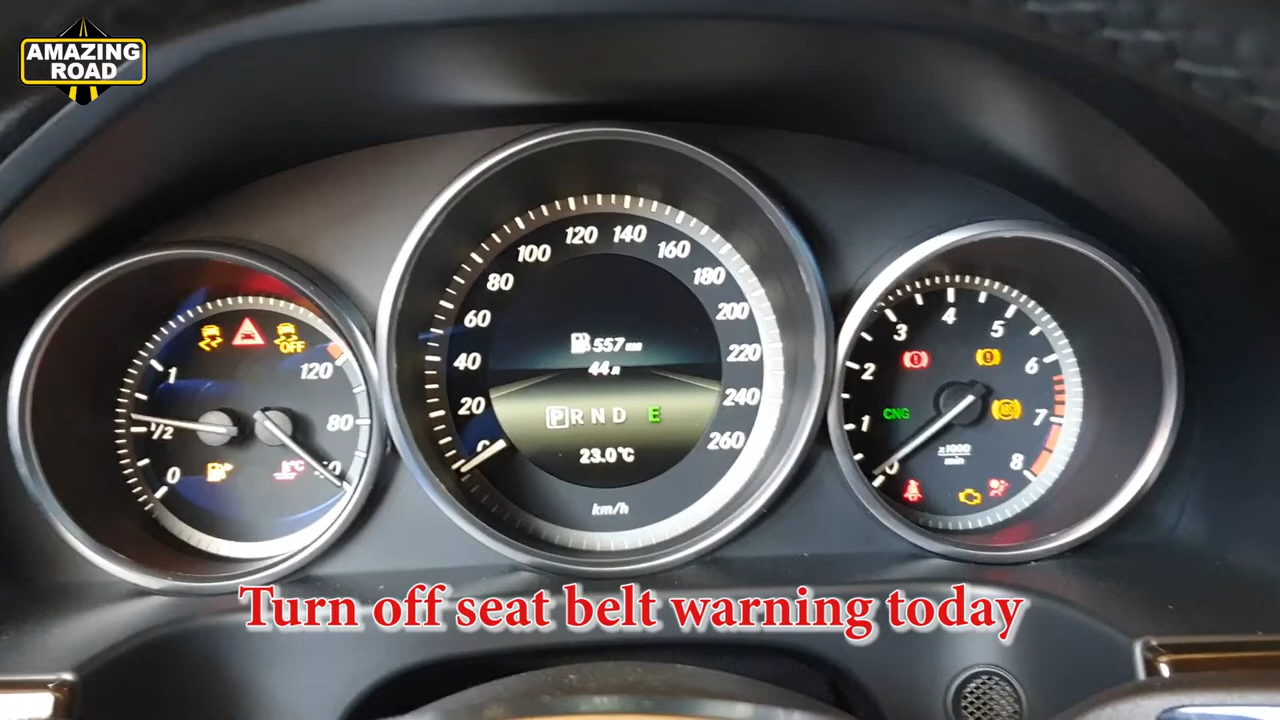 AMAZING
ROAD
OFF
1
1/2
0
120
80
0
20
40
60
80
100
120
140
160
180
200
220
240
260
557 km
P R N D E
23.0°C
km/h
0
1
2
3
4
5
6
7
8
CNG
x1000
min
Turn off seat belt warning today